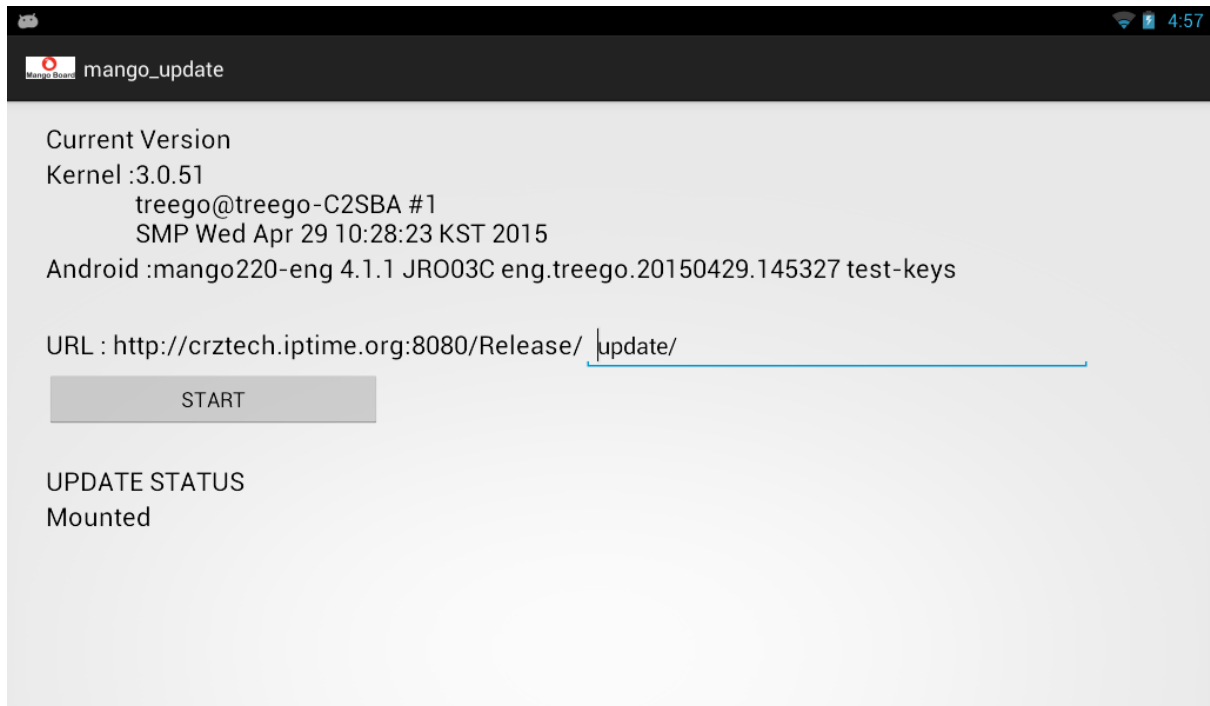 4:57
Mango Board mango_update
Current Version
Kernel :3.0.51
treego@treego-C2SBA #1
SMP Wed Apr 29 10:28:23 KST 2015
Android :mango220-eng 4.1.1 JRO03C eng.treego.20150429.145327 test-keys
URL : http://crztech.iptime.org:8080/Release/ update/
START
UPDATE STATUS
Mounted